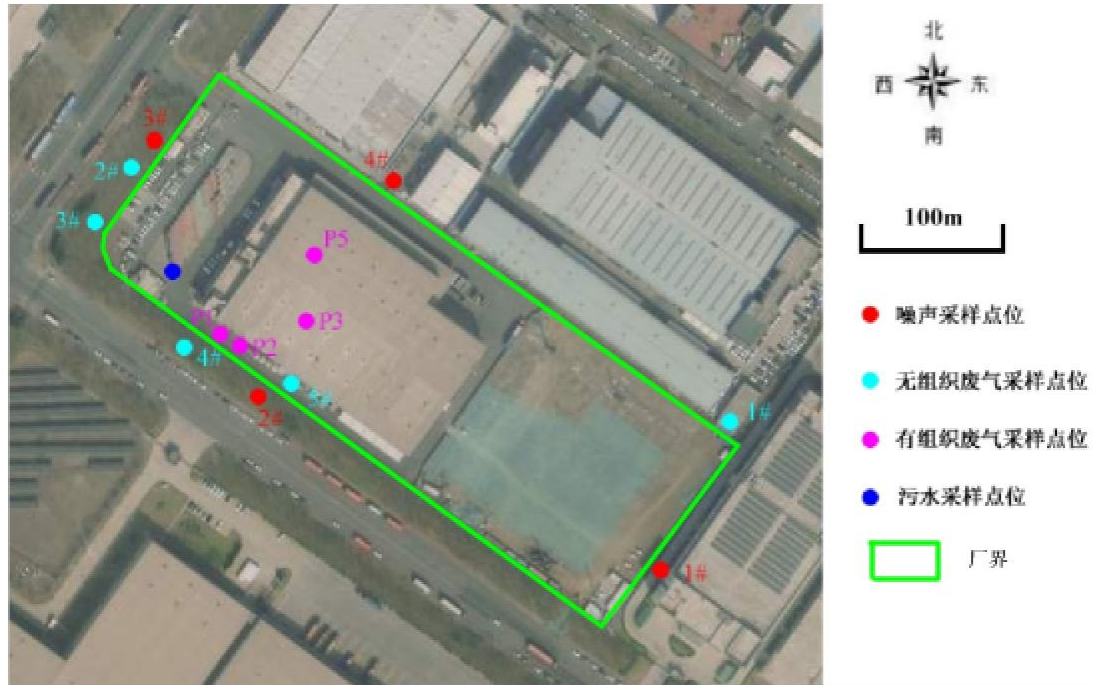 北
西
东
南
100m
3#
2#
4#
3#
P5
P3
P1
P2
4#
5#
2#
1#
1#
噪声采样点位
无组织废气采样点位
有组织废气采样点位
污水采样点位
厂界